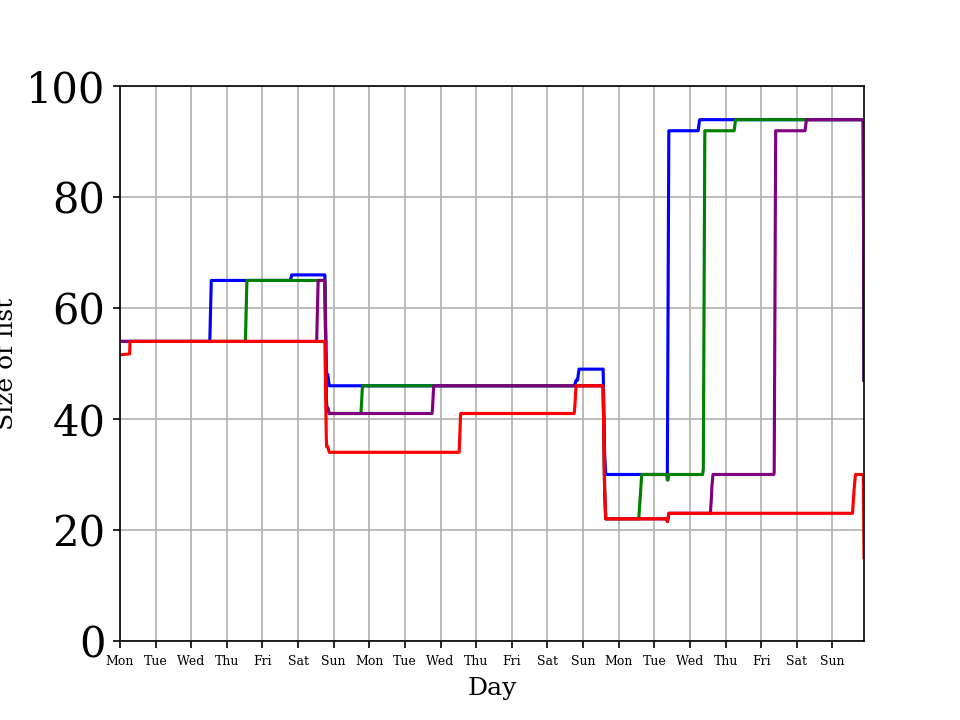 100
80
60
40
20
0
Size of list
Mon Tue Wed Thu Fri Sat Sun Mon Tue Wed Thu Fri Sat Sun Mon Tue Wed Thu Fri Sat Sun
Day